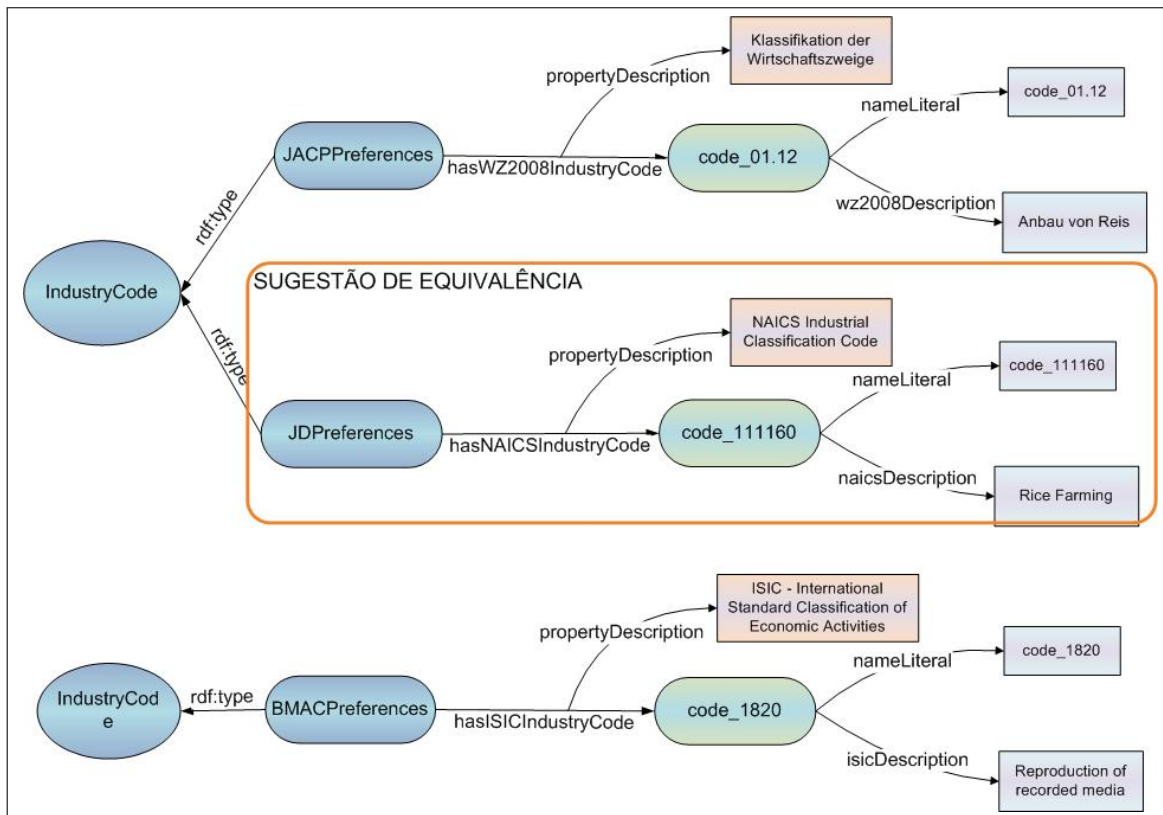 Klassifikation der
Wirtschaftszweige
propertyDescription
nameLiteral
code_01.12
JACPPreferences
hasWZ2008IndustryCode
code_01.12
wz2008Description
Anbau von Reis
rdf:type
IndustryCode
SUGESTÃO DE EQUIVALÊNCIA
rdf:type
NAICS Industrial
Classification Code
propertyDescription
nameLiteral
code_111160
JDPreferences
hasNAICSIndustryCode
code_111160
naicsDescription
Rice Farming
ISIC - International
Standard Classification of
Economic Activities
propertyDescription
nameLiteral
code_1820
IndustryCod
e
rdf:type
BMACPreferences
hasISICIndustryCode
code_1820
isicDescription
Reproduction of
recorded media